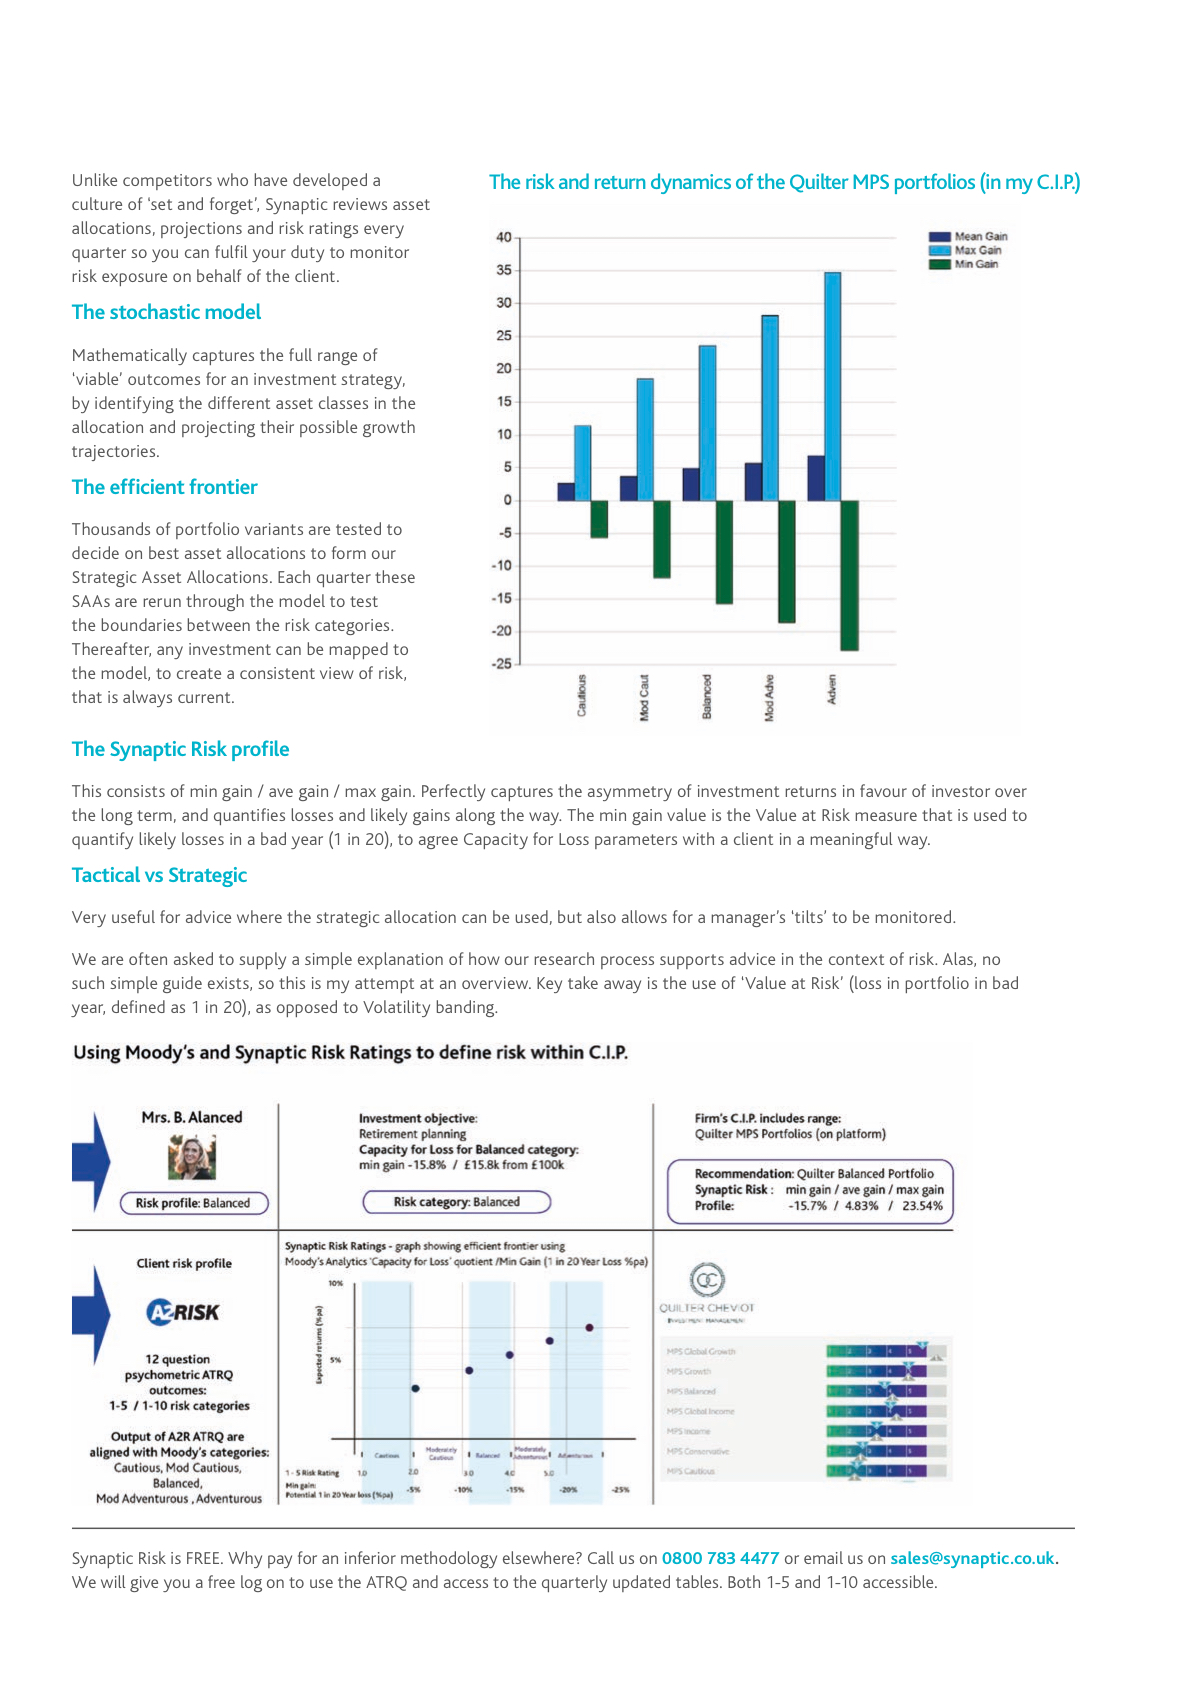 Unlike competitors who have developed a
culture of ‘set and forget’, Synaptic reviews asset
allocations, projections and risk ratings every
quarter so you can fulfil your duty to monitor
risk exposure on behalf of the client.
The stochastic model
Mathematically captures the full range of
‘viable’ outcomes for an investment strategy,
by identifying the different asset classes in the
allocation and projecting their possible growth
trajectories.
The efficient frontier
Thousands of portfolio variants are tested to
decide on best asset allocations to form our
Strategic Asset Allocations. Each quarter these
SAAs are rerun through the model to test
the boundaries between the risk categories.
Thereafter, any investment can be mapped to
the model, to create a consistent view of risk,
that is always current.
The risk and return dynamics of the Quilter MPS portfolios (in my C.I.P.)
40
35
30
25
20
15
10
5
0
-5
-10
-15
-20
-25
Mean Gain
Max Gain
Min Gain
Cautious
Mod Caut
Balanced
Mod Adve
Adven
The Synaptic Risk profile
This consists of min gain / ave gain / max gain. Perfectly captures the asymmetry of investment returns in favour of investor over
the long term, and quantifies losses and likely gains along the way. The min gain value is the Value at Risk measure that is used to
quantify likely losses in a bad year (1 in 20), to agree Capacity for Loss parameters with a client in a meaningful way.
Tactical vs Strategic
Very useful for advice where the strategic allocation can be used, but also allows for a manager’s ‘tilts’ to be monitored.
We are often asked to supply a simple explanation of how our research process supports advice in the context of risk. Alas, no
such simple guide exists, so this is my attempt at an overview. Key take away is the use of ‘Value at Risk’ (loss in portfolio in bad
year, defined as 1 in 20), as opposed to Volatility banding.
Using Moody’s and Synaptic Risk Ratings to define risk within C.I.P.
Mrs. B. Alanced
Risk profile: Balanced
Investment objective:
Retirement planning
Capacity for Loss for Balanced category:
min gain -15.8% / £15.8k from £100k
Risk category: Balanced
Firm’s C.I.P. includes range:
Quilter MPS Portfolios (on platform)
Recommendation: Quilter Balanced Portfolio
Synaptic Risk : min gain / ave gain / max gain
Profile: -15.7% / 4.83% / 23.54%
Client risk profile
A2RISK
12 question
psychometric ATRQ
outcomes:
1-5 / 1-10 risk categories
Output of A2R ATRQ are
aligned with Moody’s categories:
Cautious, Mod Cautious,
Balanced,
Mod Adventurous , Adventurous
Synaptic Risk Ratings - graph showing efficient frontier using
Moody’s Analytics ‘Capacity for Loss’ quotient /Min Gain (1 in 20 Year Loss %pa)
10%
5%
Expected returns (%pa)
Cautious
Moderately
Cautious
Balanced
Moderately
Adventurous
Adventurous
1 - 5 Risk Rating 1.0 2.0 3.0 4.0 5.0
Min gain:
Potential 1 in 20 Year loss (%pa) -5% -10% -15% -20% -25%
QC
QUILTER CHEVIOT
INVESTMENT MANAGEMENT
MPS Global Growth
MPS Growth
MPS Balanced
MPS Global Income
MPS Income
MPS Conservative
MPS Cautious
Synaptic Risk is FREE. Why pay for an inferior methodology elsewhere? Call us on 0800 783 4477 or email us on sales@synaptic.co.uk.
We will give you a free log on to use the ATRQ and access to the quarterly updated tables. Both 1-5 and 1-10 accessible.